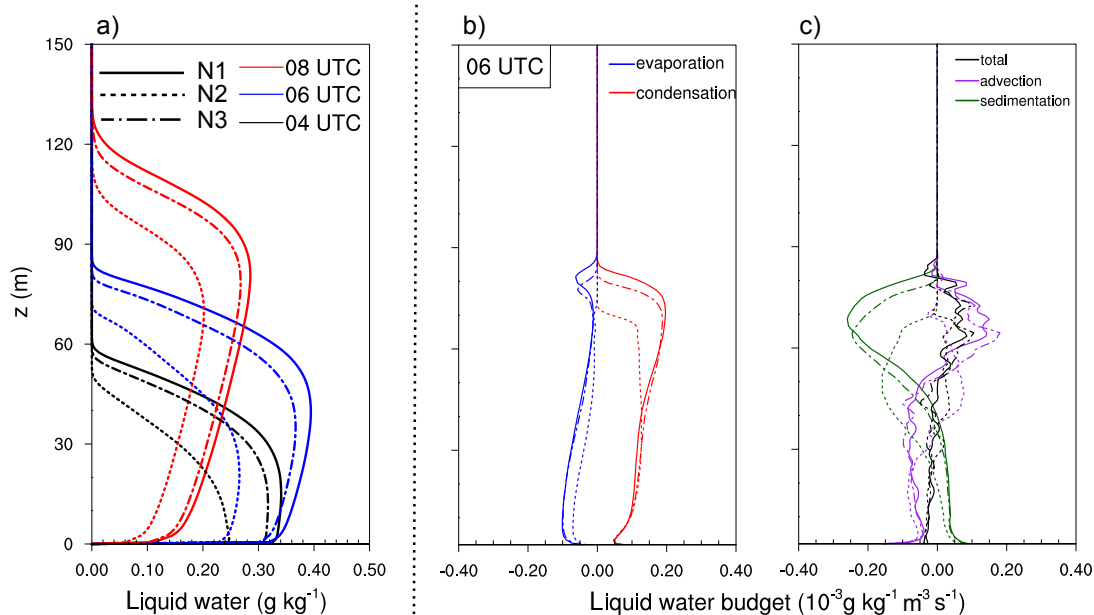 a)
b)
c)
150
120
90
60
30
0
z (m)
N1
N2
N3
08 UTC
06 UTC
04 UTC
0.00 0.10 0.20 0.30 0.40 0.50
Liquid water (g kg⁻¹)
06 UTC
evaporation
condensation
-0.40 -0.20 0.00 0.20 0.40
total
advection
sedimentation
-0.40 -0.20 0.00 0.20 0.40
Liquid water budget (10⁻³g kg⁻¹ m³ s⁻¹)